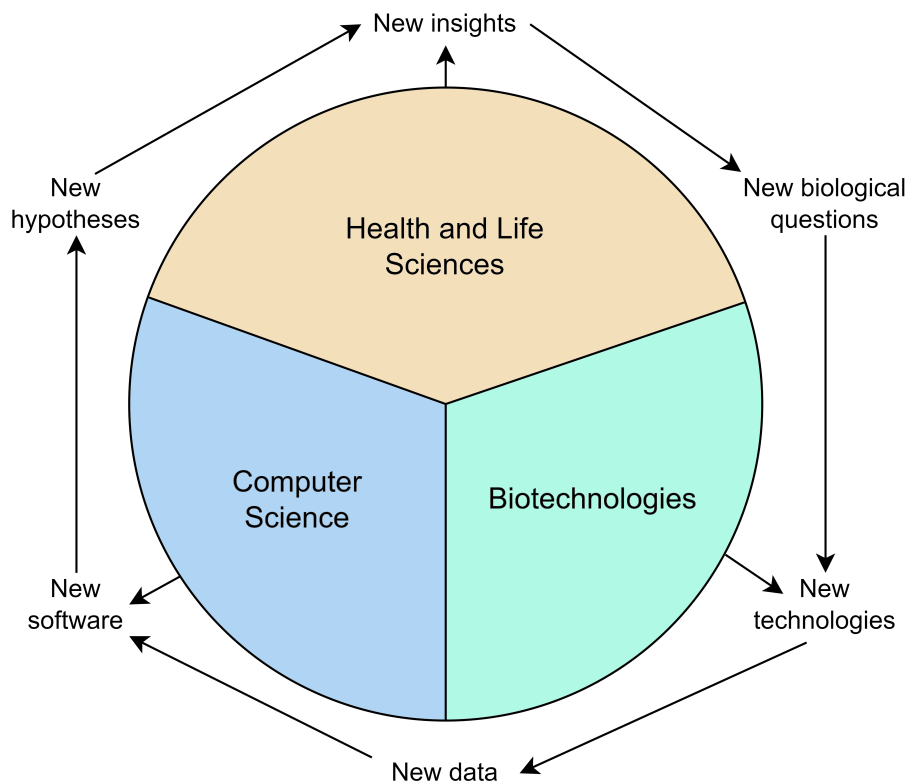 New insights
New
hypotheses
New biological
questions
Health and Life
Sciences
Computer
Science
Biotechnologies
New
software
New
technologies
New data